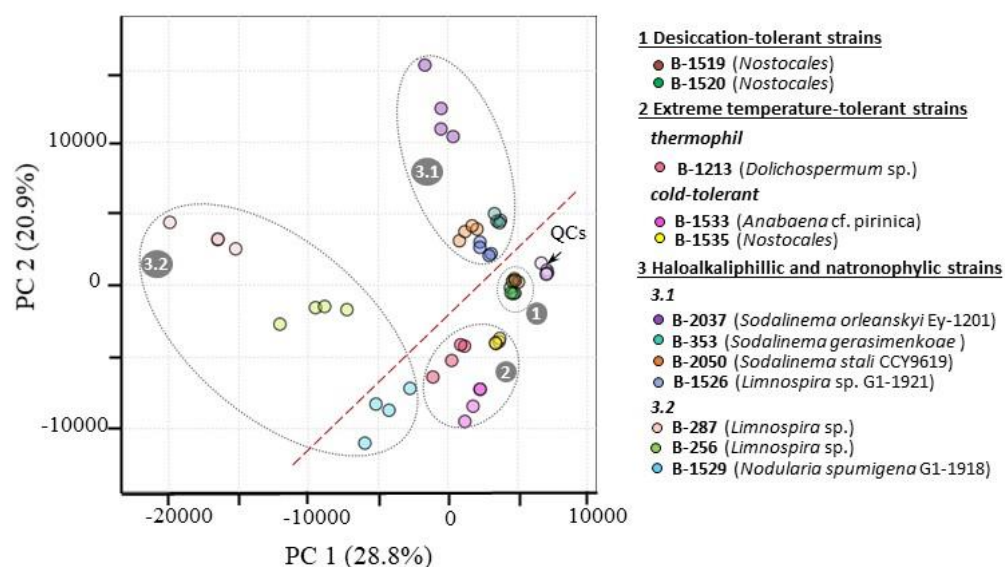 10000
0
-10000
PC 2 (20.9%)
-20000
-10000
0
10000
PC 1 (28.8%)
3.1
3.2
QCs
1
2
1 Desiccation-tolerant strains
B-1519 (Nostocales)
B-1520 (Nostocales)
2 Extreme temperature-tolerant strains
thermophil
B-1213 (Dolichospermum sp.)
cold-tolerant
B-1533 (Anabaena cf. pirinica)
B-1535 (Nostocales)
3 Haloalkaliphillic and natronophylic strains
3.1
B-2037 (Sodalinema orleanskyi Ey-1201)
B-353 (Sodalinema gerasimenkoae )
B-2050 (Sodalinema stali CCY9619)
B-1526 (Limnospira sp. G1-1921)
3.2
B-287 (Limnospira sp.)
B-256 (Limnospira sp.)
B-1529 (Nodularia spumigena G1-1918)